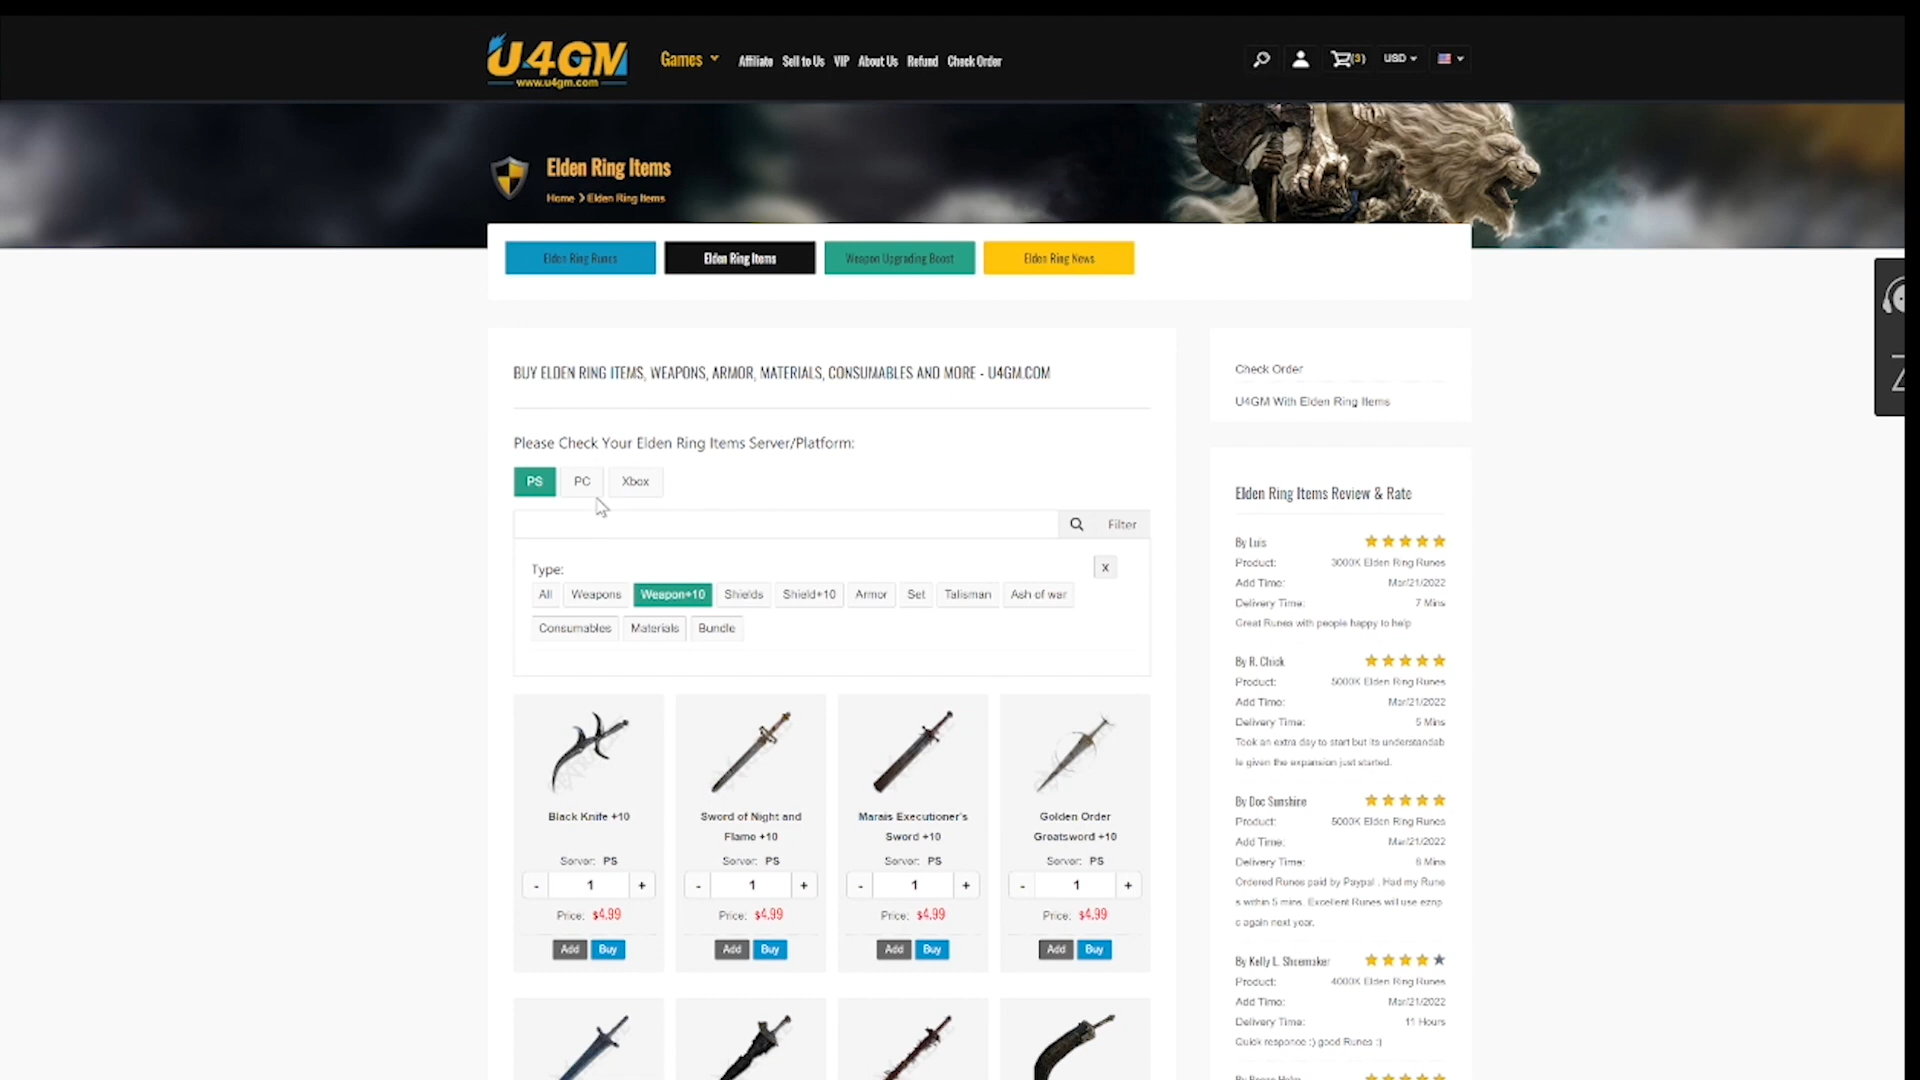 U4GM
www.u4gm.com
Games
Affiliate Sell to Us VIP About Us Refund Check Order
(3) USD
Elden Ring Items
Home > Elden Ring Items
Elden Ring Runes
Elden Ring Items
Weapon Upgrading Boost
Elden Ring News
BUY ELDEN RING ITEMS, WEAPONS, ARMOR, MATERIALS, CONSUMABLES AND MORE - U4GM.COM
Please Check Your Elden Ring Items Server/Platform:
PS PC Xbox
Filter
Type:
X
All Weapons Weapon+10 Shields Shield+10 Armor Set Talisman Ash of war
Consumables Materials Bundle
Black Knife +10
Server: PS
- 1 +
Price: $4.99
Add Buy
Sword of Night and
Flame +10
Server: PS
- 1 +
Price: $4.99
Add Buy
Marais Executioner's
Sword +10
Server: PS
- 1 +
Price: $4.99
Add Buy
Golden Order
Greatsword +10
Server: PS
- 1 +
Price: $4.99
Add Buy
Check Order
U4GM With Elden Ring Items
Elden Ring Items Review & Rate
By Luis
Product: 3000K Elden Ring Runes
Add Time: Mar/21/2022
Delivery Time: 7 Mins
Great Runes with people happy to help
By R. Chick
Product: 5000K Elden Ring Runes
Add Time: Mar/21/2022
Delivery Time: 5 Mins
Took an extra day to start but its understandab
le given the expansion just started.
By Doc Sunshire
Product: 5000K Elden Ring Runes
Add Time: Mar/21/2022
Delivery Time: 6 Mins
Ordered Runes paid by Paypal . Had my Rune
s within 5 mins. Excellent Runes will use eznp
c again next year.
By Kelly L. Shoemaker
Product: 4000K Elden Ring Runes
Add Time: Mar/21/2022
Delivery Time: 11 Hours
Quick responce :) good Runes :)